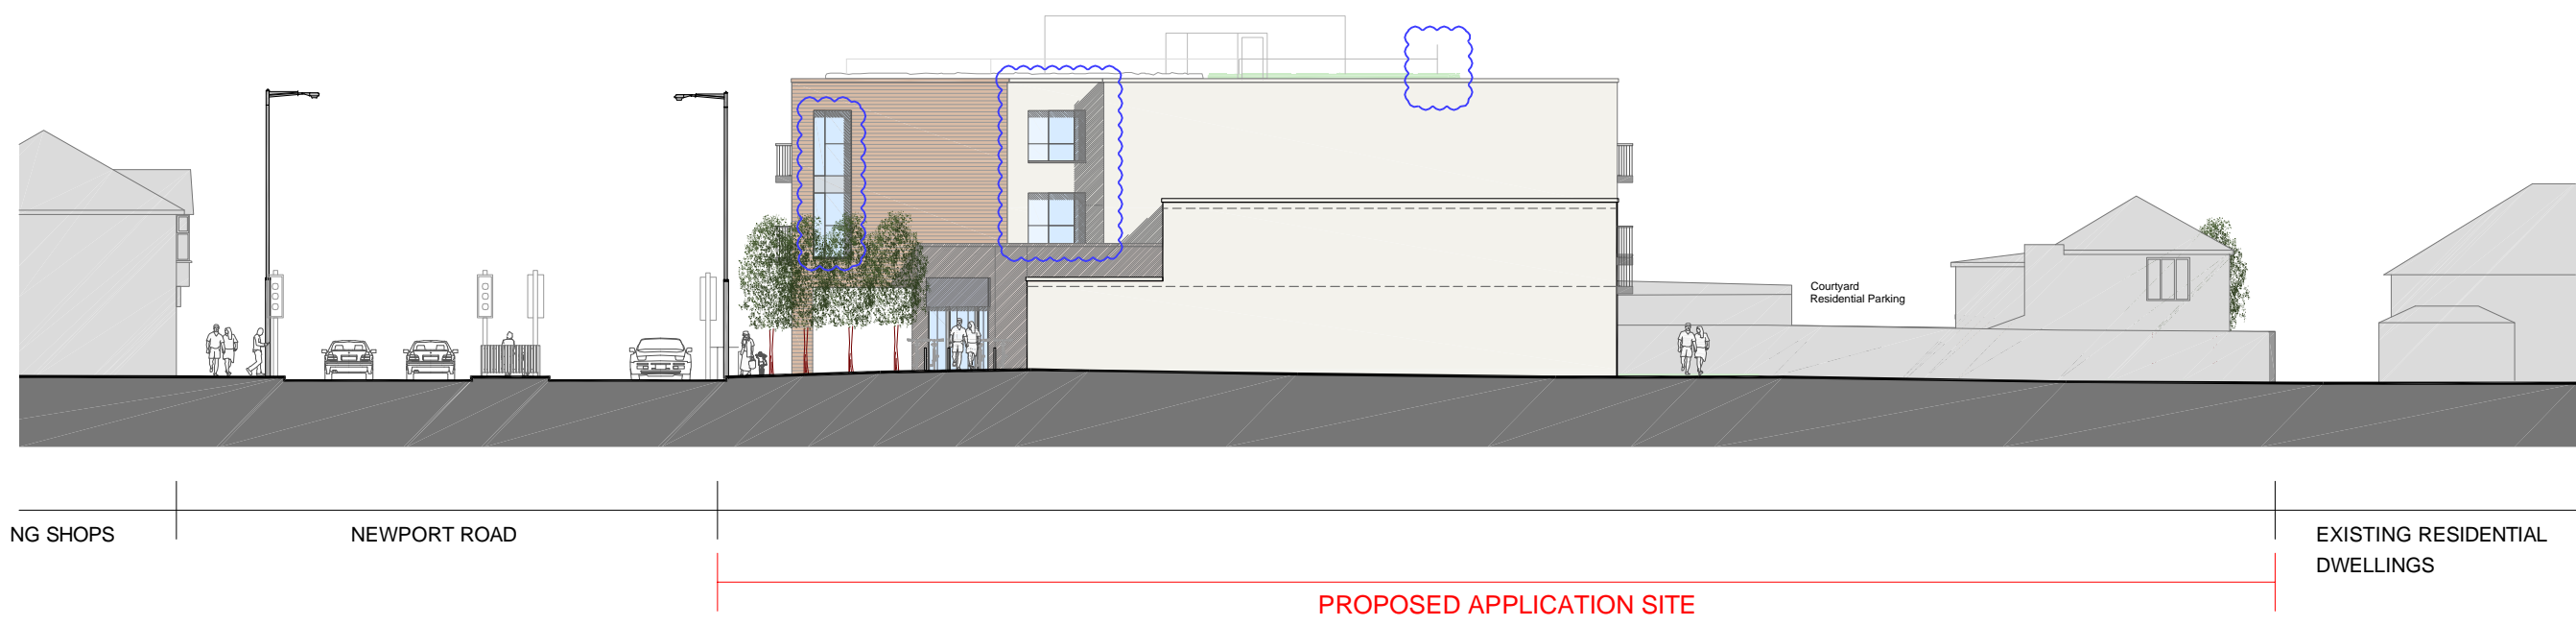 Courtyard
Residential Parking
NG SHOPS
NEWPORT ROAD
EXISTING RESIDENTIAL
DWELLINGS
PROPOSED APPLICATION SITE